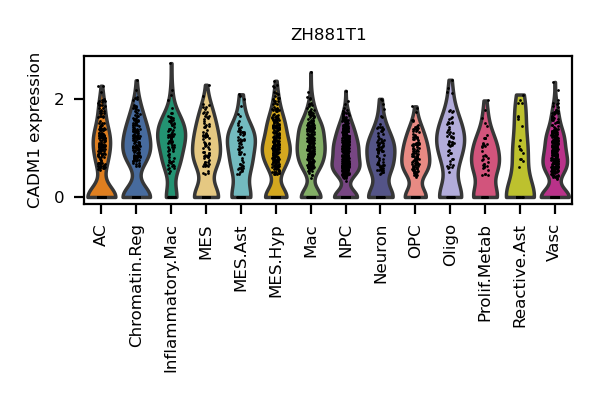 ZH881T1
CADM1 expression
2
0
AC
Chromatin.Reg
Inflammatory.Mac
MES
MES.Ast
MES.Hyp
Mac
NPC
Neuron
OPC
Oligo
Prolif.Metab
Reactive.Ast
Vasc